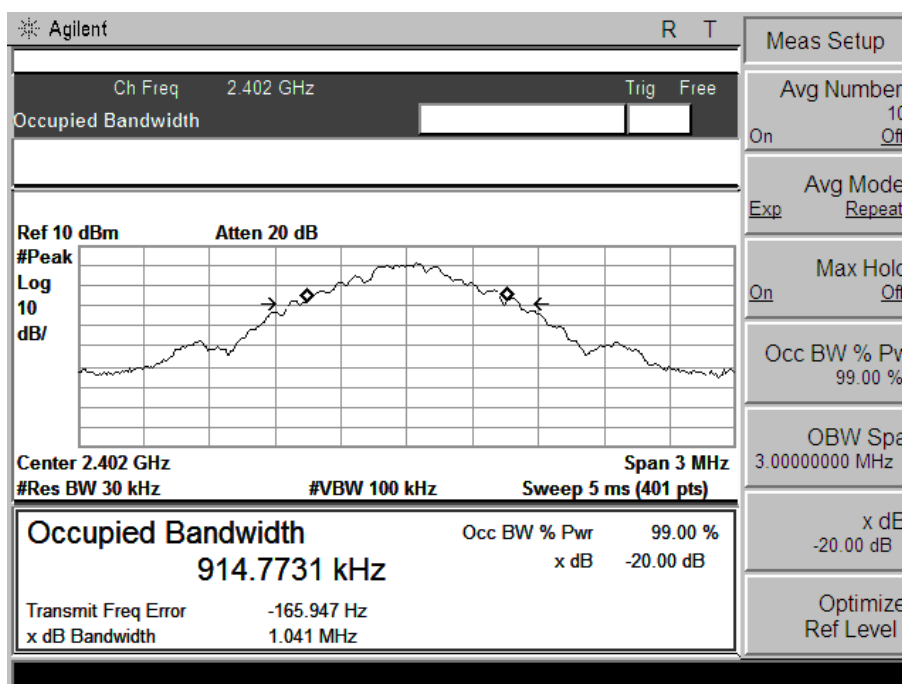 Agilent R T
Ch Freq 2.402 GHz Trig Free
Occupied Bandwidth
Ref 10 dBm Atten 20 dB
#Peak
Log
10
dB/
Center 2.402 GHz Span 3 MHz
#Res BW 30 kHz #VBW 100 kHz Sweep 5 ms (401 pts)
Occupied Bandwidth
914.7731 kHz
Occ BW % Pwr 99.00 %
x dB -20.00 dB
Transmit Freq Error -165.947 Hz
x dB Bandwidth 1.041 MHz
Meas Setup
Avg Number
10
On Off
Avg Mode
Exp Repeat
Max Hold
On Off
Occ BW % Pw
99.00 %
OBW Spa
3.00000000 MHz
x dB
-20.00 dB
Optimize
Ref Level